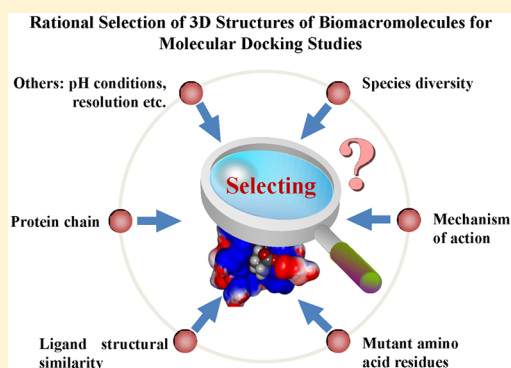 Rational Selection of 3D Structures of Biomacromolecules for
Molecular Docking Studies
Others: pH conditions,
resolution etc.
Species diversity
?
Selecting
Protein chain
Mechanism
of action
Ligand structural
similarity
Mutant amino
acid residues